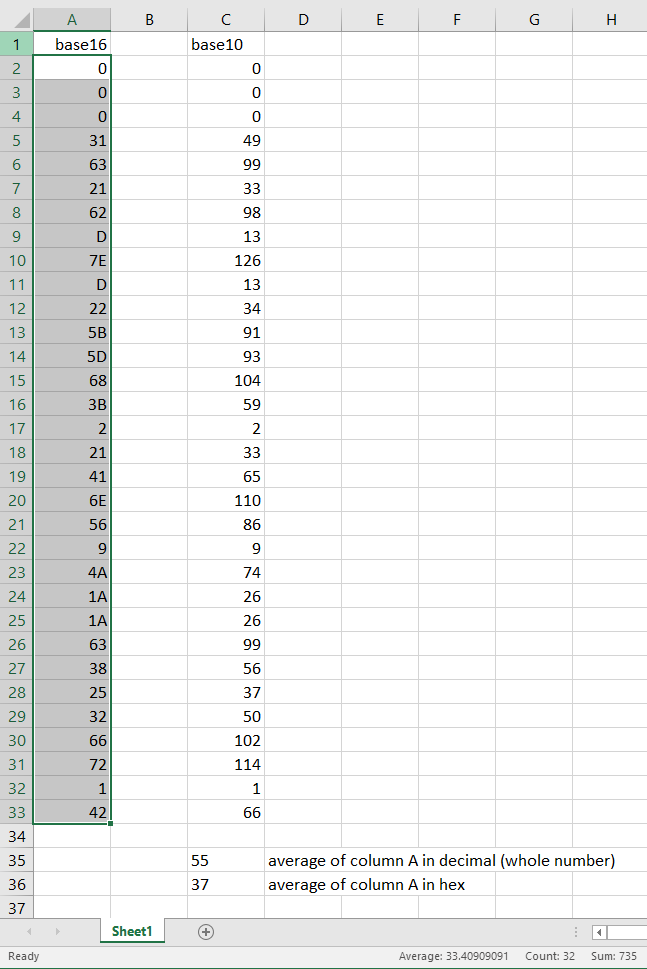 A B C D E F G H
1 base16 base10
2 0 0
3 0 0
4 0 0
5 31 49
6 63 99
7 21 33
8 62 98
9 D 13
10 7E 126
11 D 13
12 22 34
13 5B 91
14 5D 93
15 68 104
16 3B 59
17 2 2
18 21 33
19 41 65
20 6E 110
21 56 86
22 9 9
23 4A 74
24 1A 26
25 1A 26
26 63 99
27 38 56
28 25 37
29 32 50
30 66 102
31 72 114
32 1 1
33 42 66
34
35 55 average of column A in decimal (whole number)
36 37 average of column A in hex
37
Sheet1
Ready Average: 33.40909091 Count: 32 Sum: 735